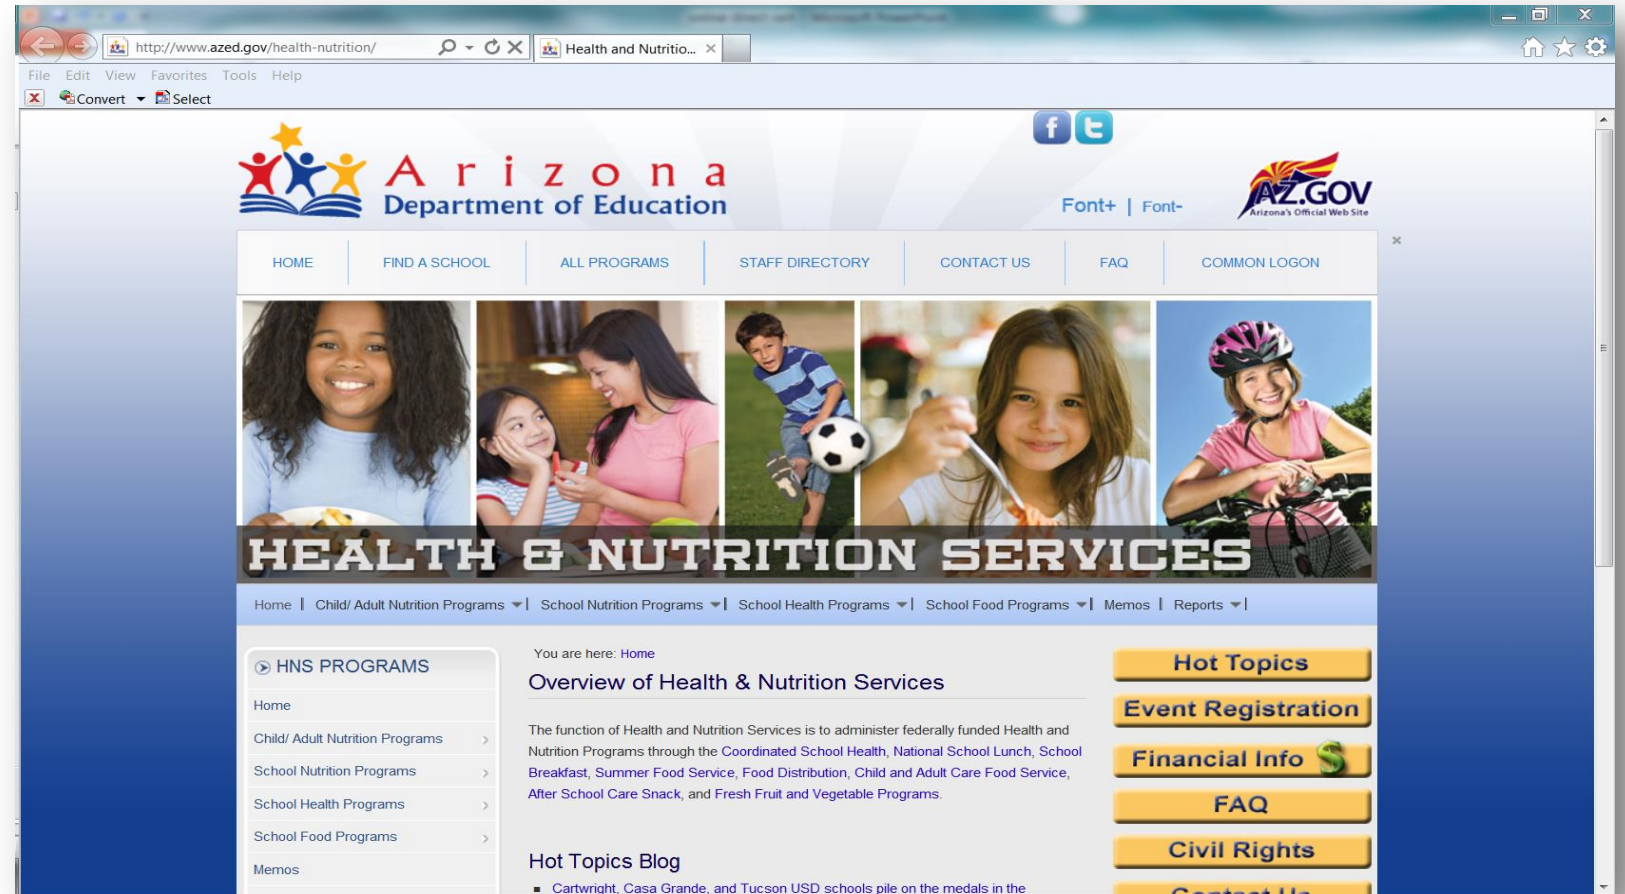 online direct cert - Microsoft PowerPoint
http://www.azed.gov/health-nutrition/
Health and Nutritio...
File Edit View Favorites Tools Help
Convert Select
f t
Arizona
Department of Education
Font+ | Font-
AZ.GOV
Arizona's Official Web Site
HOME FIND A SCHOOL ALL PROGRAMS STAFF DIRECTORY CONTACT US FAQ COMMON LOGON
HEALTH & NUTRITION SERVICES
Home | Child/ Adult Nutrition Programs | School Nutrition Programs | School Health Programs | School Food Programs | Memos | Reports |
HNS PROGRAMS
Home
Child/ Adult Nutrition Programs
School Nutrition Programs
School Health Programs
School Food Programs
Memos
You are here: Home
Overview of Health & Nutrition Services
The function of Health and Nutrition Services is to administer federally funded Health and
Nutrition Programs through the Coordinated School Health, National School Lunch, School
Breakfast, Summer Food Service, Food Distribution, Child and Adult Care Food Service,
After School Care Snack, and Fresh Fruit and Vegetable Programs.
Hot Topics Blog
Cartwright, Casa Grande, and Tucson USD schools pile on the medals in the
Hot Topics
Event Registration
Financial Info $
FAQ
Civil Rights
Contact Us